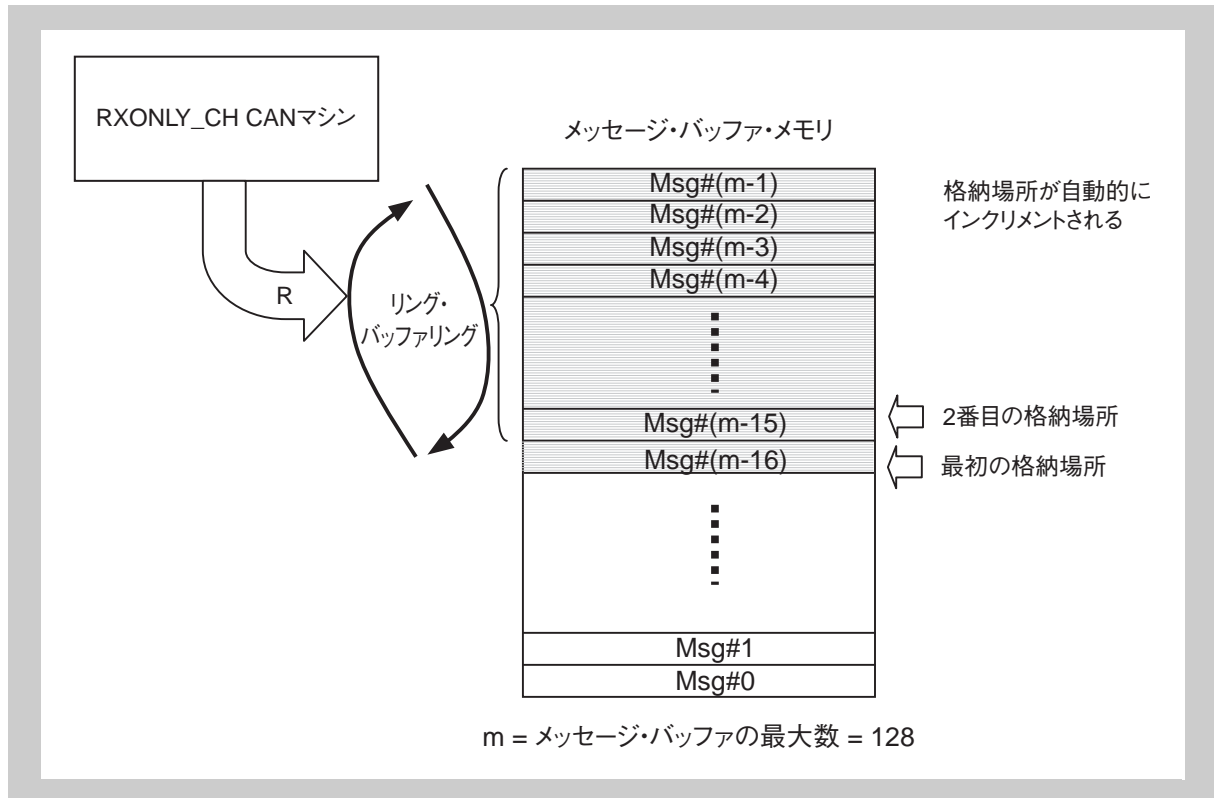 RXONLY_CH CANマシン
メッセージ・バッファ・メモリ
Msg#(m-1)
Msg#(m-2)
Msg#(m-3)
Msg#(m-4)
格納場所が自動的に
インクリメントされる
R
リング・
バッファリング
Msg#(m-15)
2番目の格納場所
Msg#(m-16)
最初の格納場所
Msg#1
Msg#0
m = メッセージ・バッファの最大数 = 128